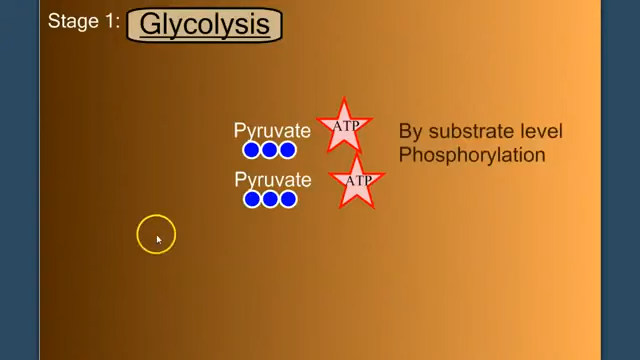 Stage 1: Glycolysis
Pyruvate ATP
By substrate level
Phosphorylation
Pyruvate ATP